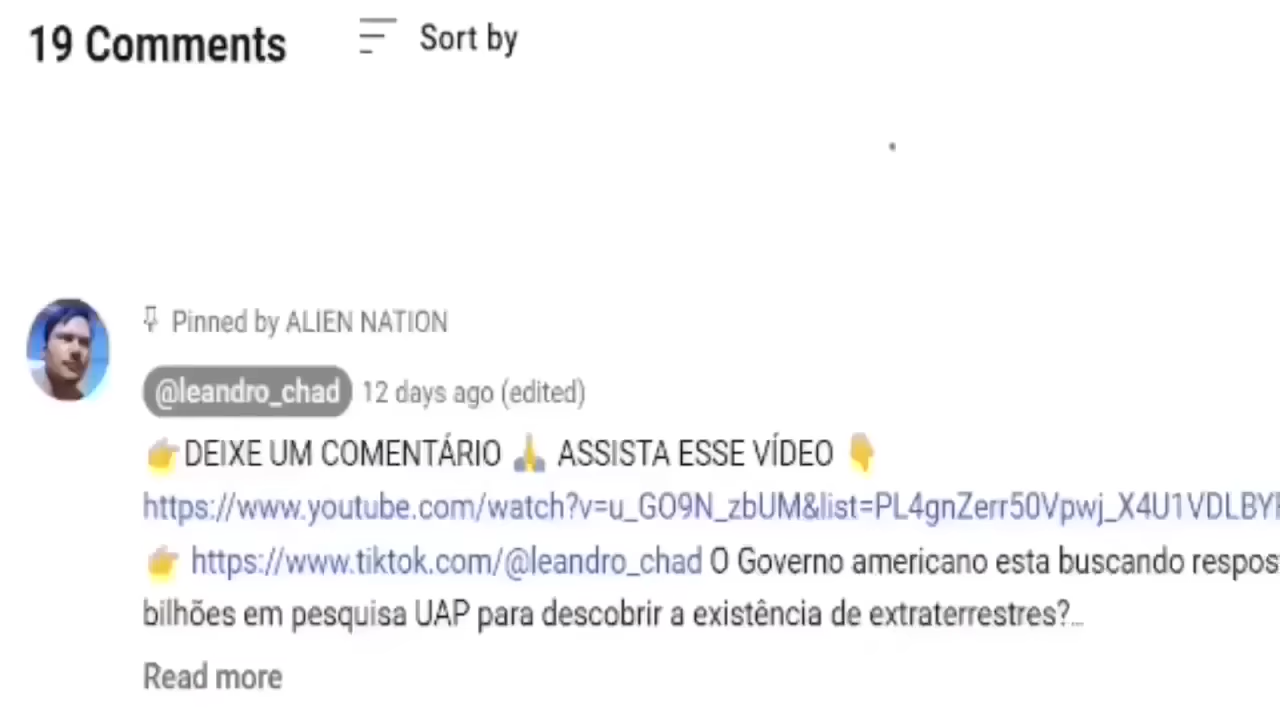 19 Comments
Sort by
Pinned by ALIEN NATION
@leandro_chad 12 days ago (edited)
👉DEIXE UM COMENTÁRIO 🙏 ASSISTA ESSE VÍDEO 👇
https://www.youtube.com/watch?v=u_GO9N_zbUM&list=PL4gnZerr50Vpwj_X4U1VDLBY
👉 https://www.tiktok.com/@leandro_chad O Governo americano esta buscando respos
bilhões em pesquisa UAP para descobrir a existência de extraterrestres?...
Read more